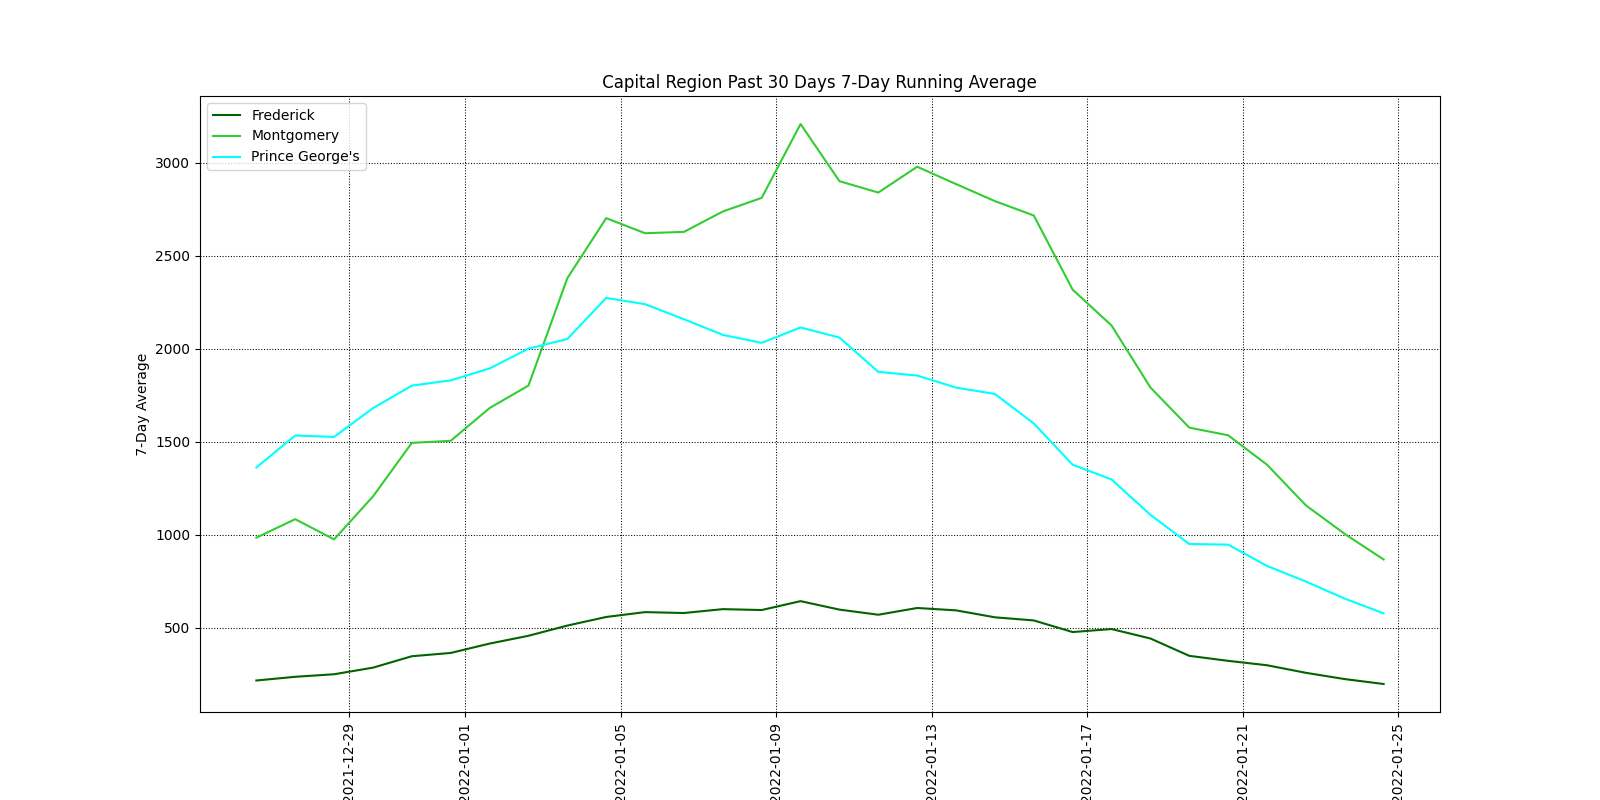 Capital Region Past 30 Days 7-Day Running Average
Frederick
Montgomery
Prince George's
3000
2500
2000
1500
1000
500
7-Day Average
2021-12-29
2022-01-01
2022-01-05
2022-01-09
2022-01-13
2022-01-17
2022-01-21
2022-01-25